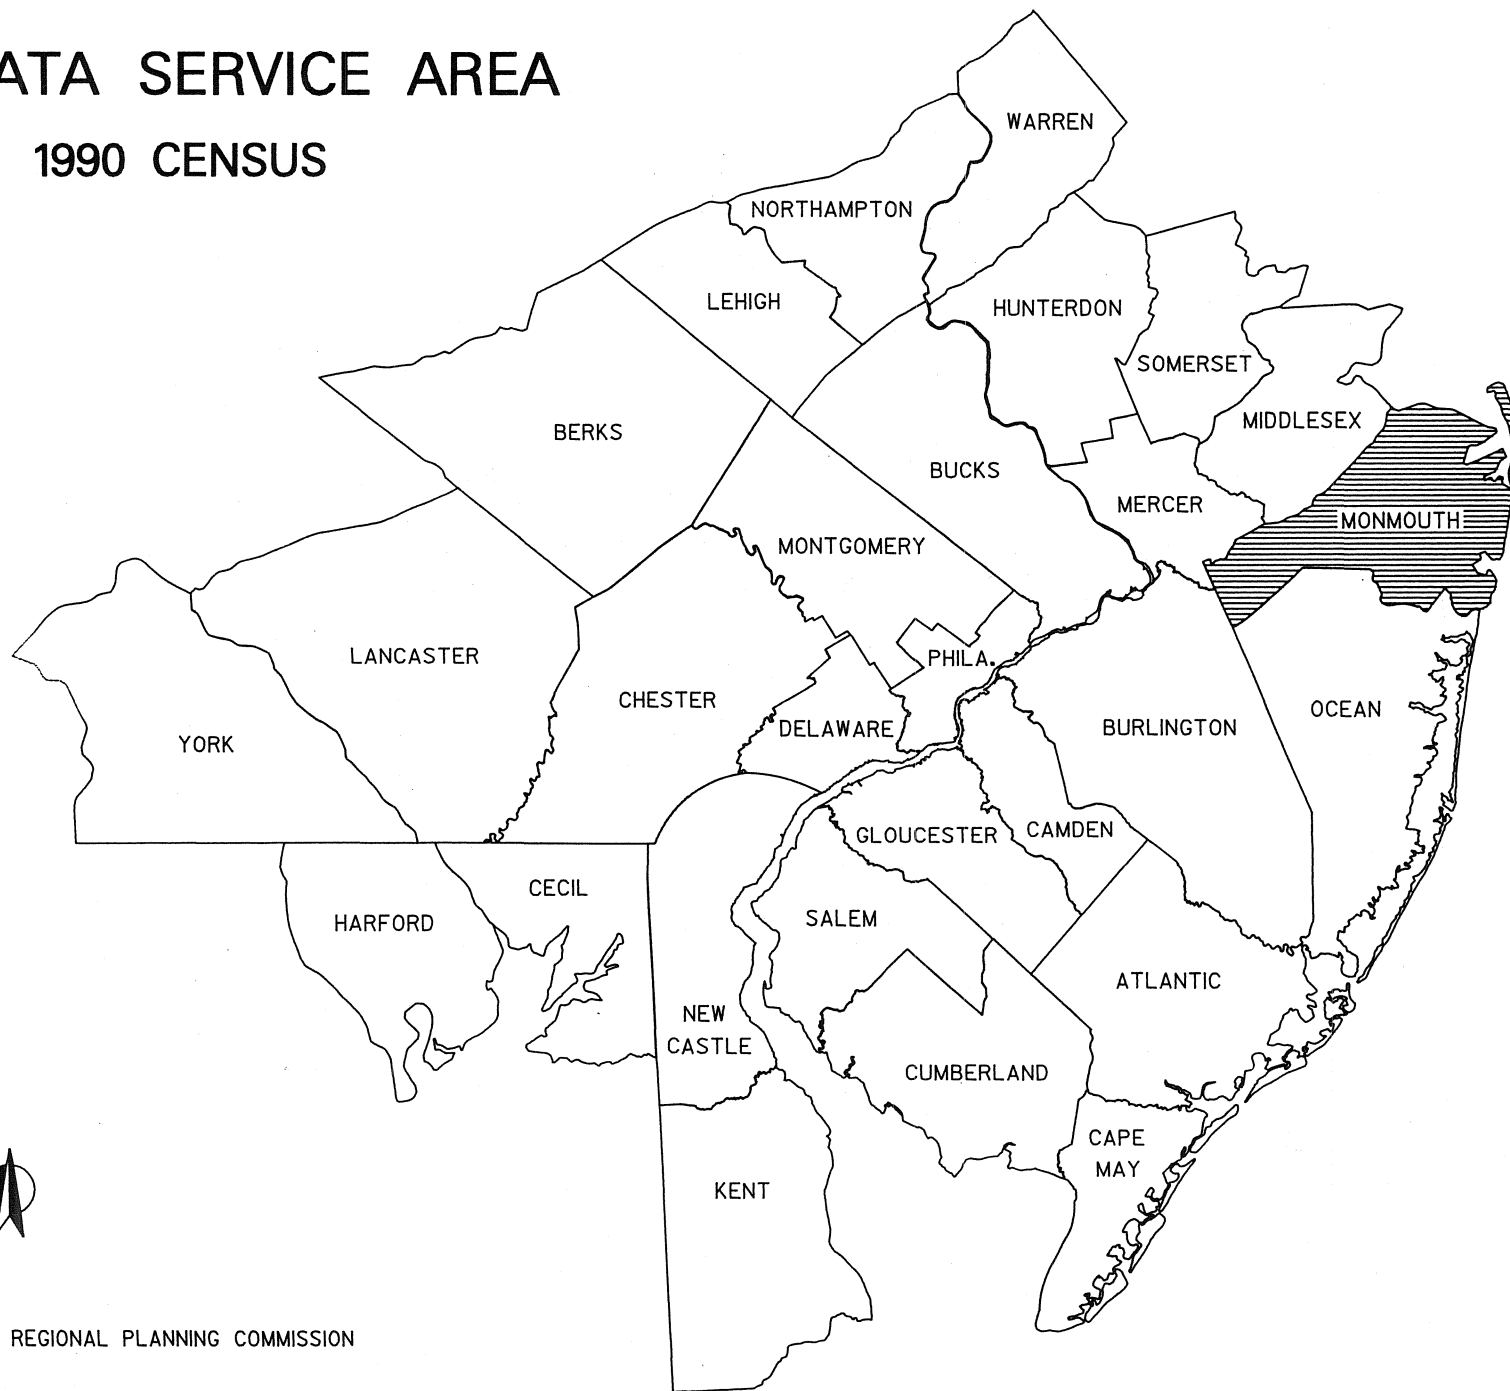 ATA SERVICE AREA
1990 CENSUS
WARREN
NORTHAMPTON
LEHIGH
HUNTERDON
SOMERSET
MIDDLESEX
BERKS
BUCKS
MERCER
MONMOUTH
MONTGOMERY
LANCASTER
PHILA.
CHESTER
DELAWARE
BURLINGTON
OCEAN
YORK
GLOUCESTER
CAMDEN
CECIL
HARFORD
SALEM
ATLANTIC
NEW
CASTLE
CUMBERLAND
CAPE
MAY
KENT
REGIONAL PLANNING COMMISSION